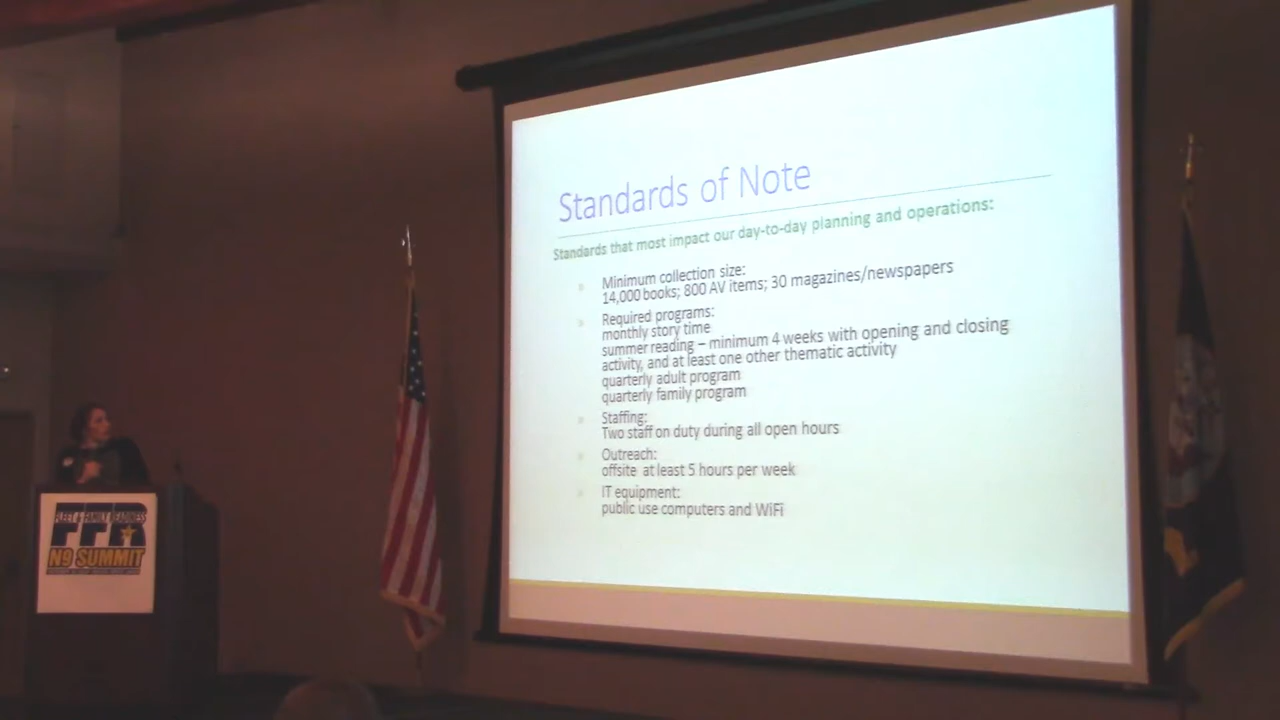 Standards of Note
Standards that most impact our day-to-day planning and operations:
Minimum collection size:
14,000 books; 800 AV items; 30 magazines/newspapers
Required programs:
monthly story time
summer reading – minimum 4 weeks with opening and closing
activity, and at least one other thematic activity
quarterly adult program
quarterly family program
Staffing:
Two staff on duty during all open hours
Outreach:
offsite at least 5 hours per week
IT equipment:
public use computers and WiFi
FLEET & FAMILY READINESS
FFR
N9 SUMMIT